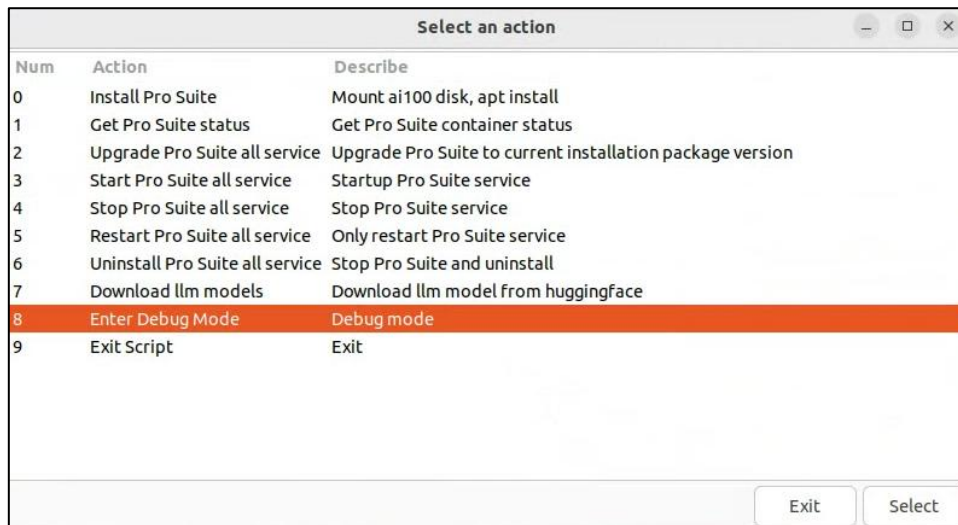 Select an action
Num Action Describe
0 Install Pro Suite Mount ai100 disk, apt install
1 Get Pro Suite status Get Pro Suite container status
2 Upgrade Pro Suite all service Upgrade Pro Suite to current installation package version
3 Start Pro Suite all service Startup Pro Suite service
4 Stop Pro Suite all service Stop Pro Suite service
5 Restart Pro Suite all service Only restart Pro Suite service
6 Uninstall Pro Suite all service Stop Pro Suite and uninstall
7 Download llm models Download llm model from huggingface
8 Enter Debug Mode Debug mode
9 Exit Script Exit
Exit Select